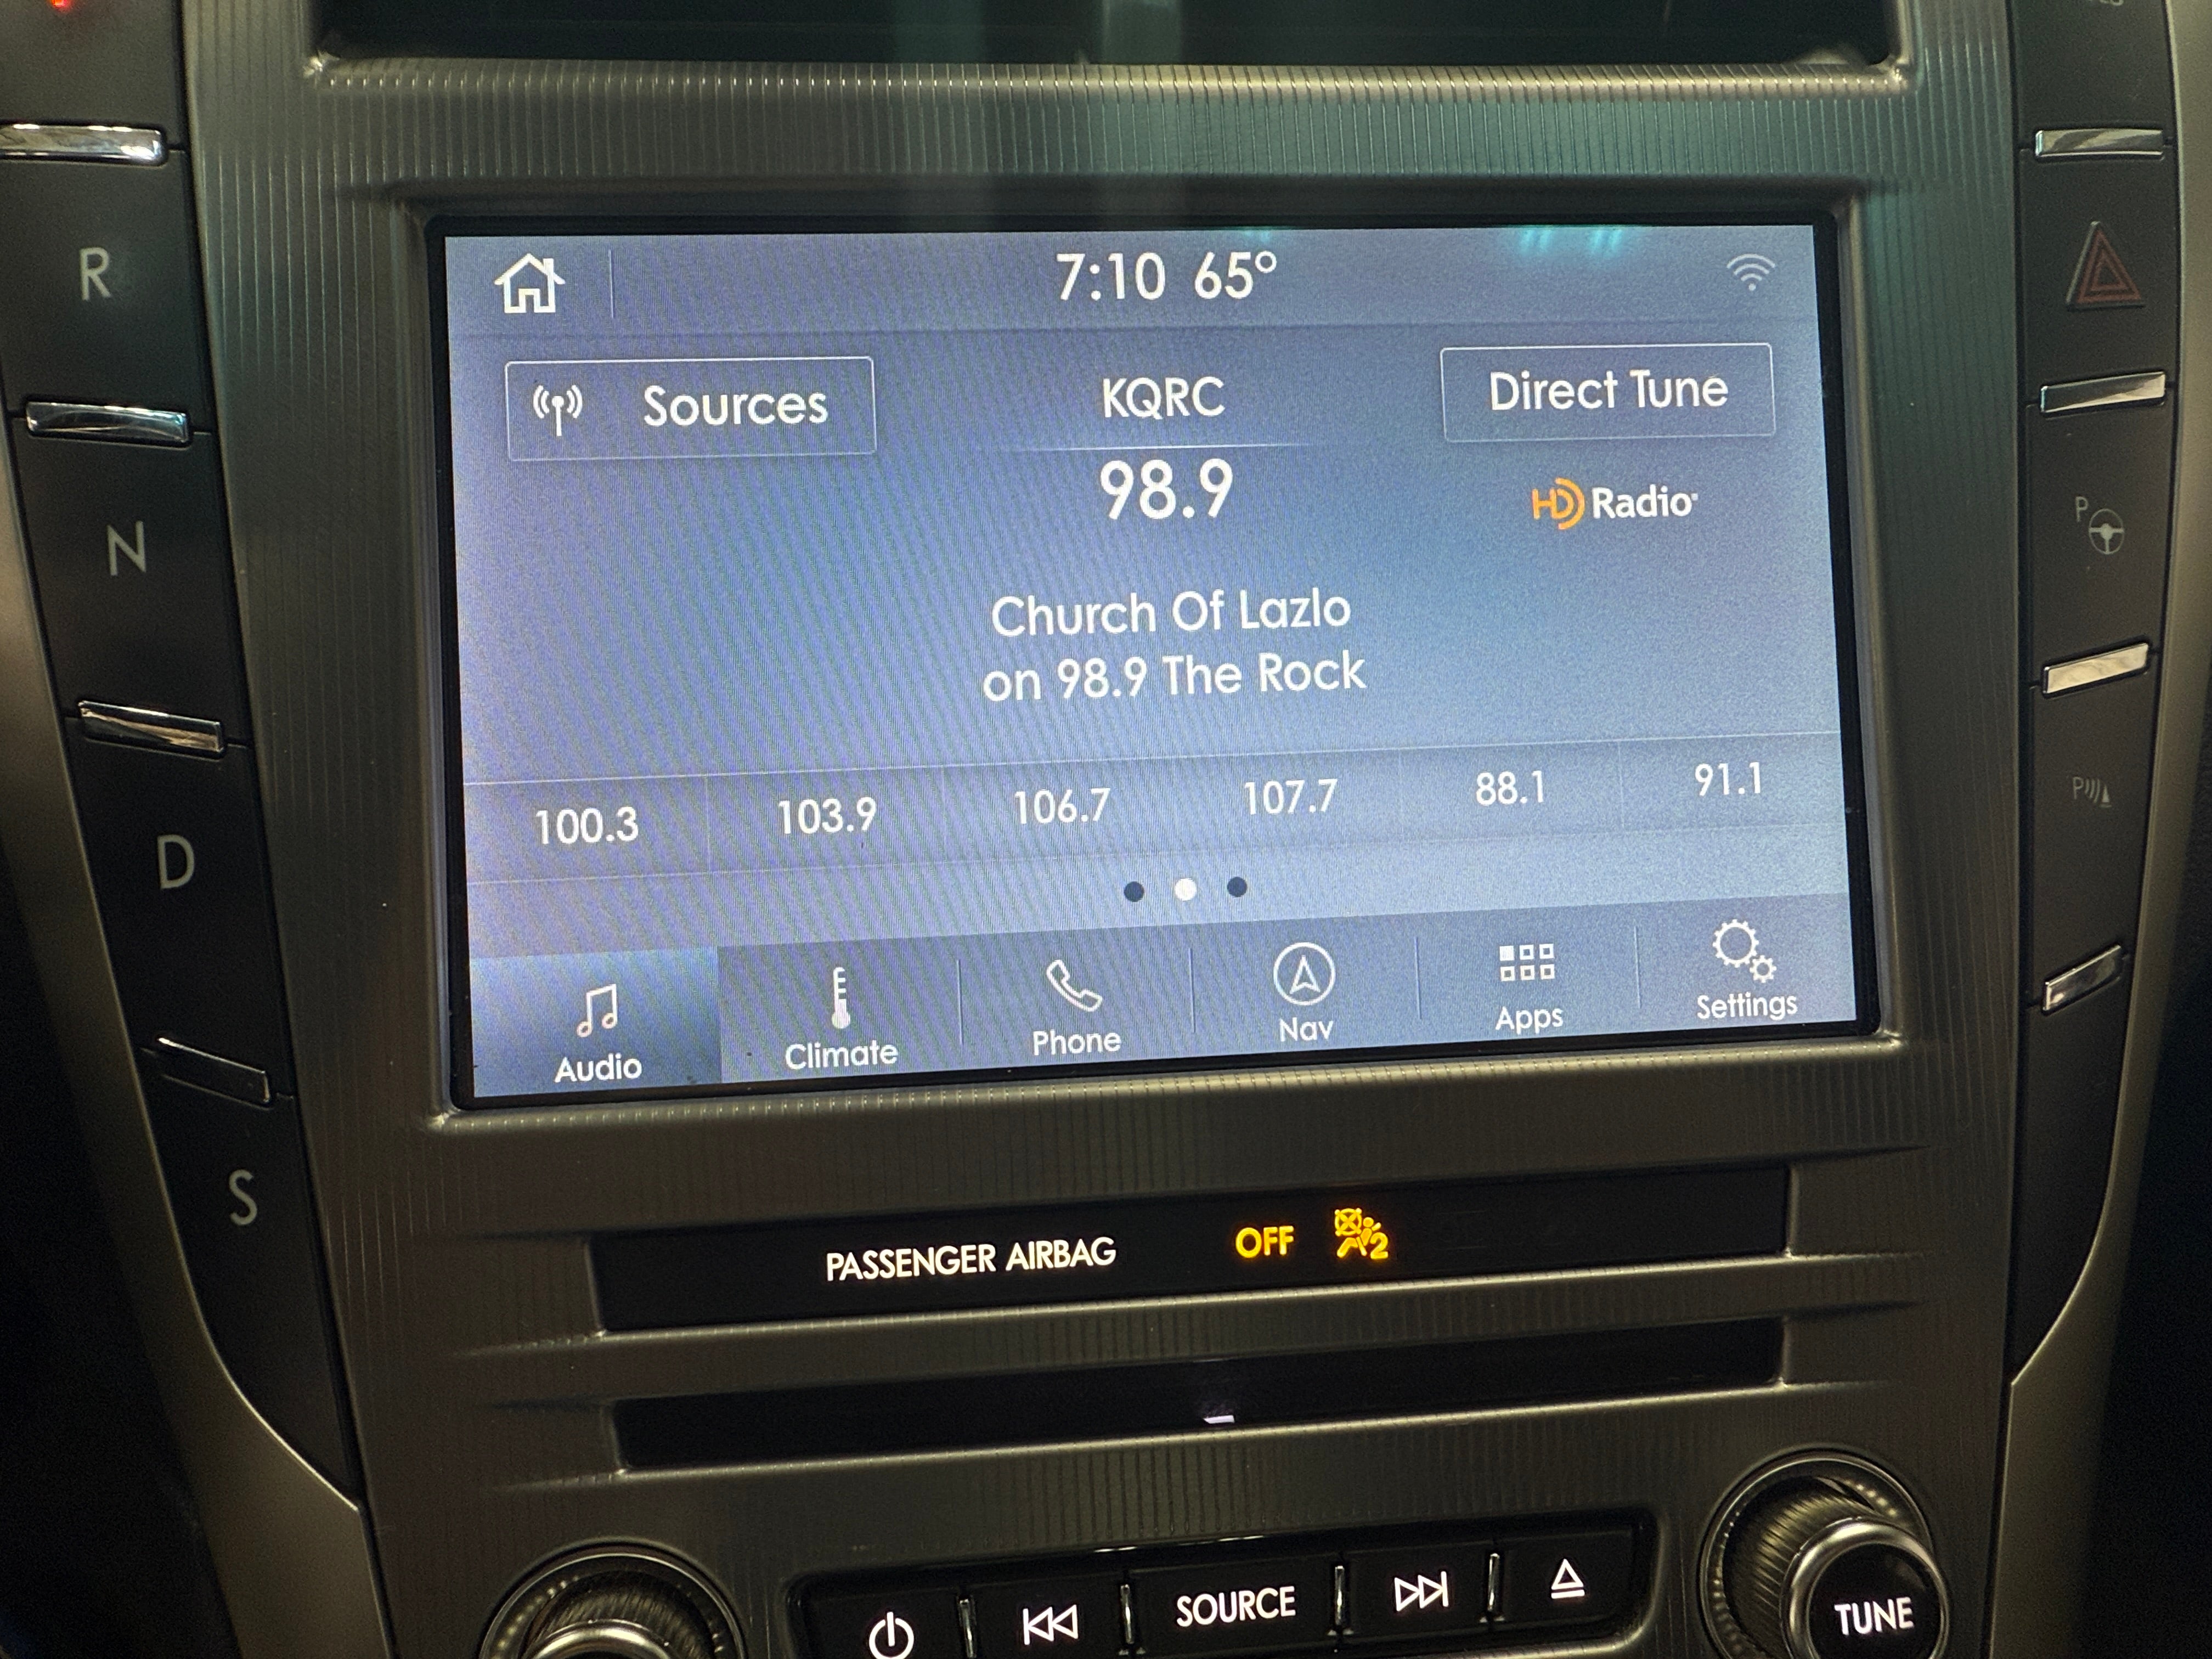 7:10 65°
Sources
KQRC
Direct Tune
98.9
HD Radio
Church Of Lazlo
on 98.9 The Rock
100.3 103.9 106.7 107.7 88.1 91.1
Audio Climate Phone Nav Apps Settings
R
N
D
S
P
P
PASSENGER AIRBAG OFF 2
SOURCE
TUNE